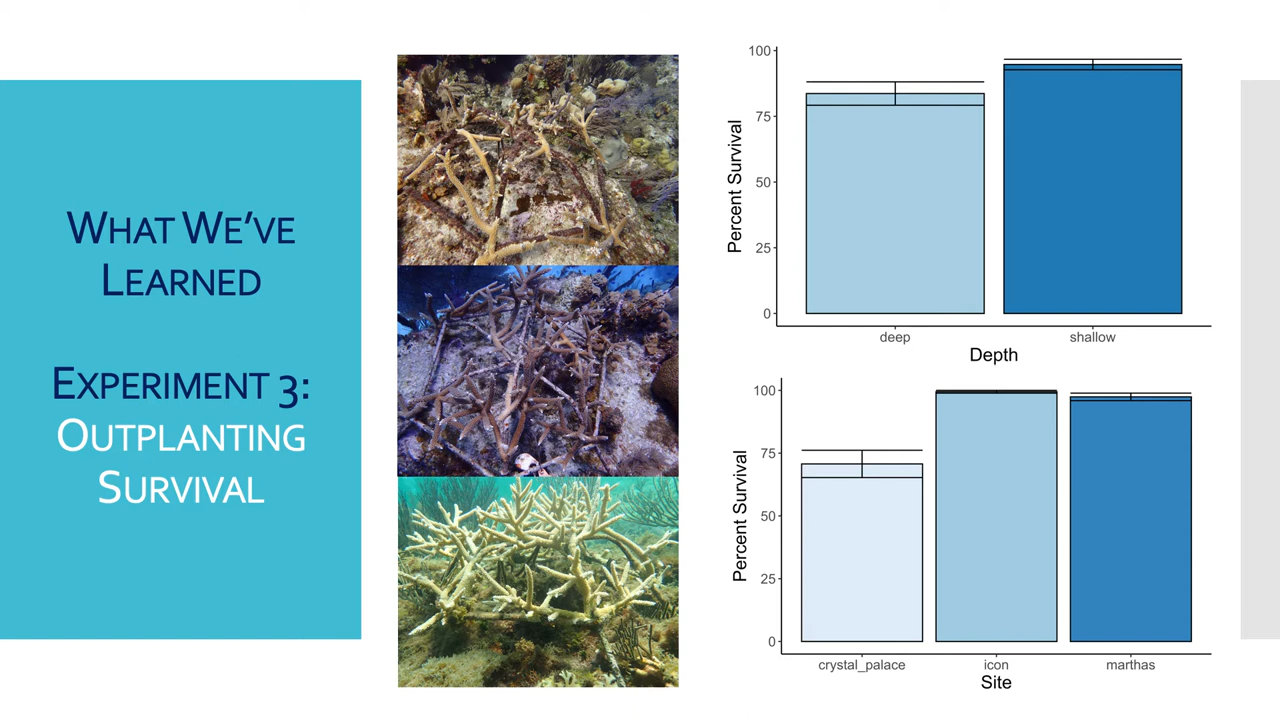 WHAT WE'VE
LEARNED
EXPERIMENT 3:
OUTPLANTING
SURVIVAL
100
75
50
25
0
Percent Survival
deep
shallow
Depth
100
75
50
25
0
Percent Survival
crystal_palace
icon
marthas
Site